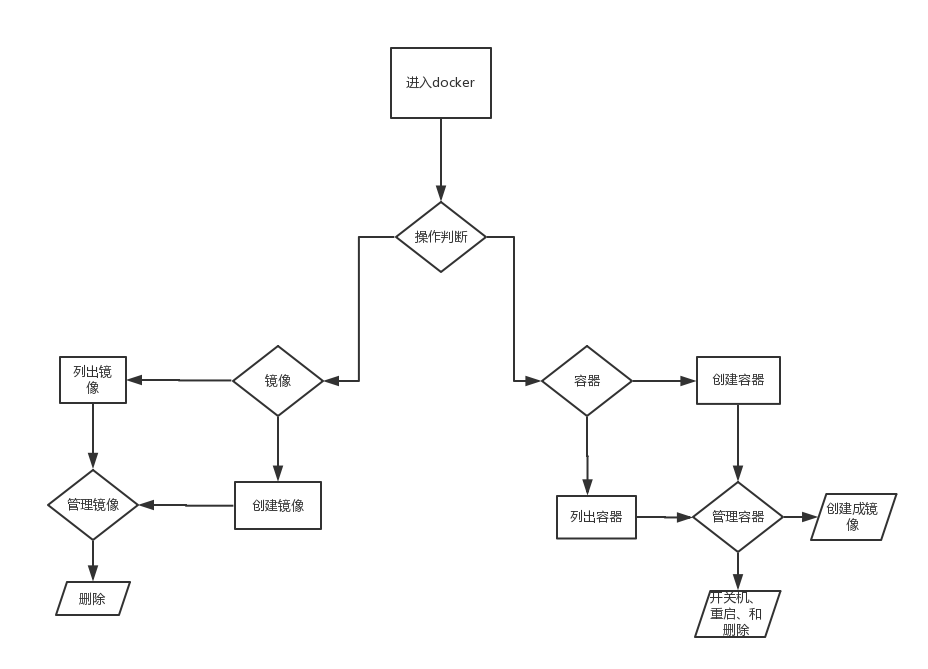 进入docker
操作判断
列出镜
像
镜像
容器
创建容器
管理镜像
创建镜像
列出容器
管理容器
创建成镜
像
删除
开关机、
重启、和
删除